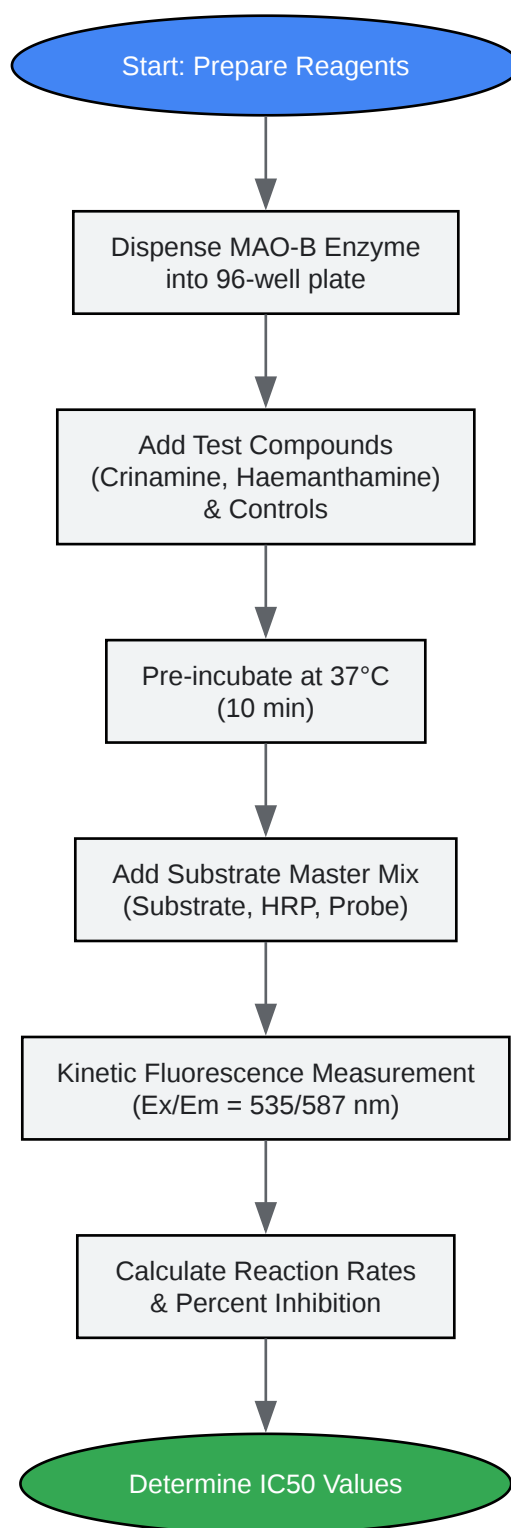 Start: Prepare Reagents
Dispense MAO-B Enzyme
into 96-well plate
Add Test Compounds
(Crinamine, Haemanthamine)
& Controls
Pre-incubate at 37°C
(10 min)
Add Substrate Master Mix
(Substrate, HRP, Probe)
Kinetic Fluorescence Measurement
(Ex/Em = 535/587 nm)
Calculate Reaction Rates
& Percent Inhibition
Determine IC50 Values